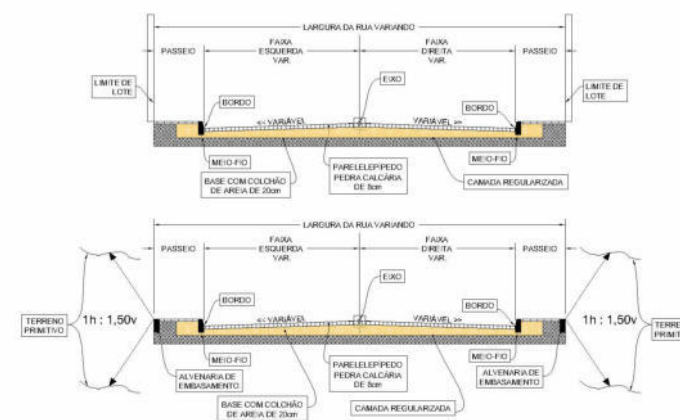 LARGURA DA RUA VARIANDO
PASSEIO
FAIXA
ESQUERDA
VAR.
FAIXA
DIREITA
VAR.
PASSEIO
LIMITE DE
LOTE
BORDO
EIXO
BORDO
LIMITE DE
LOTE
<< VARIÁVEL
VARIÁVEL >>
MEIO-FIO
BASE COM COLCHÃO
DE AREIA DE 20cm
PARELELEPÍPEDO
PEDRA CALCÁRIA
DE 8cm
MEIO-FIO
CAMADA REGULARIZADA
LARGURA DA RUA VARIANDO
PASSEIO
FAIXA
ESQUERDA
VAR.
FAIXA
DIREITA
VAR.
PASSEIO
BORDO
EIXO
BORDO
TERRENO
PRIMITIVO
1h : 1,50v
<< VARIÁVEL
VARIÁVEL >>
1h : 1,50v
TERRE
PRIMITI
MEIO-FIO
ALVENARIA DE
EMBASAMENTO
BASE COM COLCHÃO
DE AREIA DE 20cm
PARELELEPÍPEDO
PEDRA CALCÁRIA
DE 8cm
MEIO-FIO
ALVENARIA DE
EMBASAMENTO
CAMADA REGULARIZADA